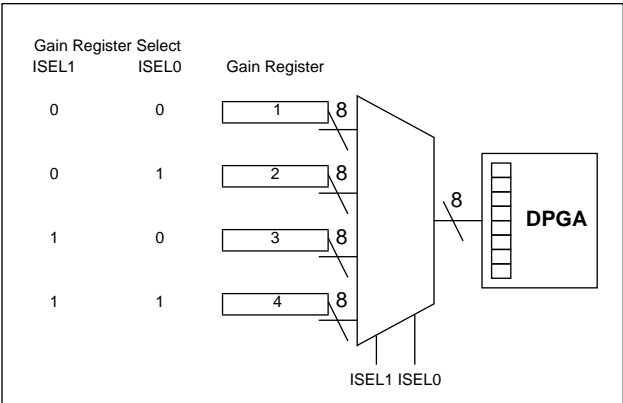 Gain Register Select
ISEL1 ISEL0 Gain Register
0 0 1 8
0 1 2 8
8
DPGA
1 0 3 8
1 1 4 8
ISEL1 ISEL0